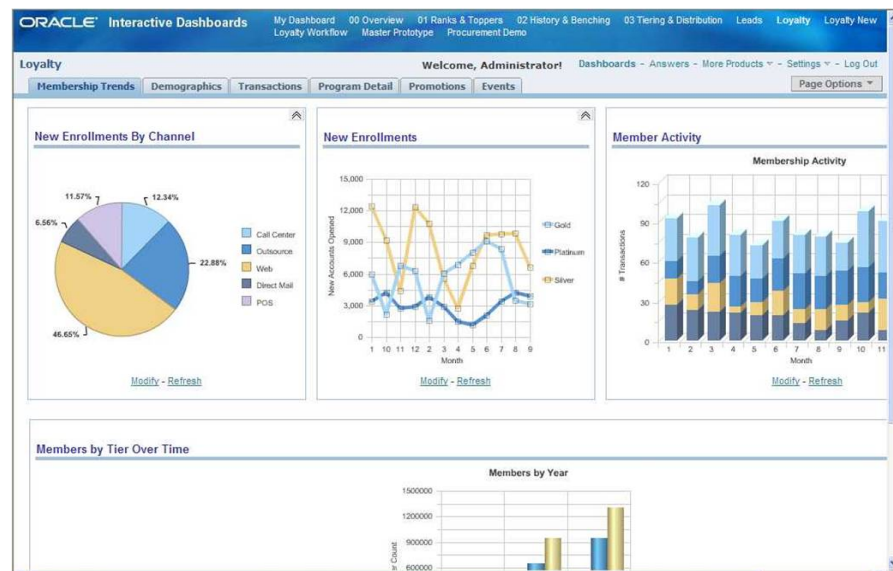 ORACLE Interactive Dashboards
My Dashboard 00 Overview 01 Ranks & Toppers 02 History & Benching 03 Tiering & Distribution Leads Loyalty Loyalty New
Loyalty Workflow Master Prototype Procurement Demo
Loyalty
Welcome, Administrator!
Dashboards - Answers - More Products - Settings - Log Out
Membership Trends Demographics Transactions Program Detail Promotions Events
Page Options
New Enrollments By Channel
11.57%
12.34%
6.56%
22.88%
46.65%
Call Center
Outsource
Web
Direct Mail
POS
Modify - Refresh
New Enrollments
15,000
12,000
9,000
6,000
3,000
0
New Accounts Opened
1 10 11 12 2 3 4 5 6 7 8 9
Month
Gold
Platinum
Silver
Modify - Refresh
Member Activity
Membership Activity
120
90
60
30
0
# Transactions
1 2 3 4 5 6 7 8 9 10 11
Month
Modify - Refresh
Members by Tier Over Time
Members by Year
1500000
1200000
900000
600000
Count